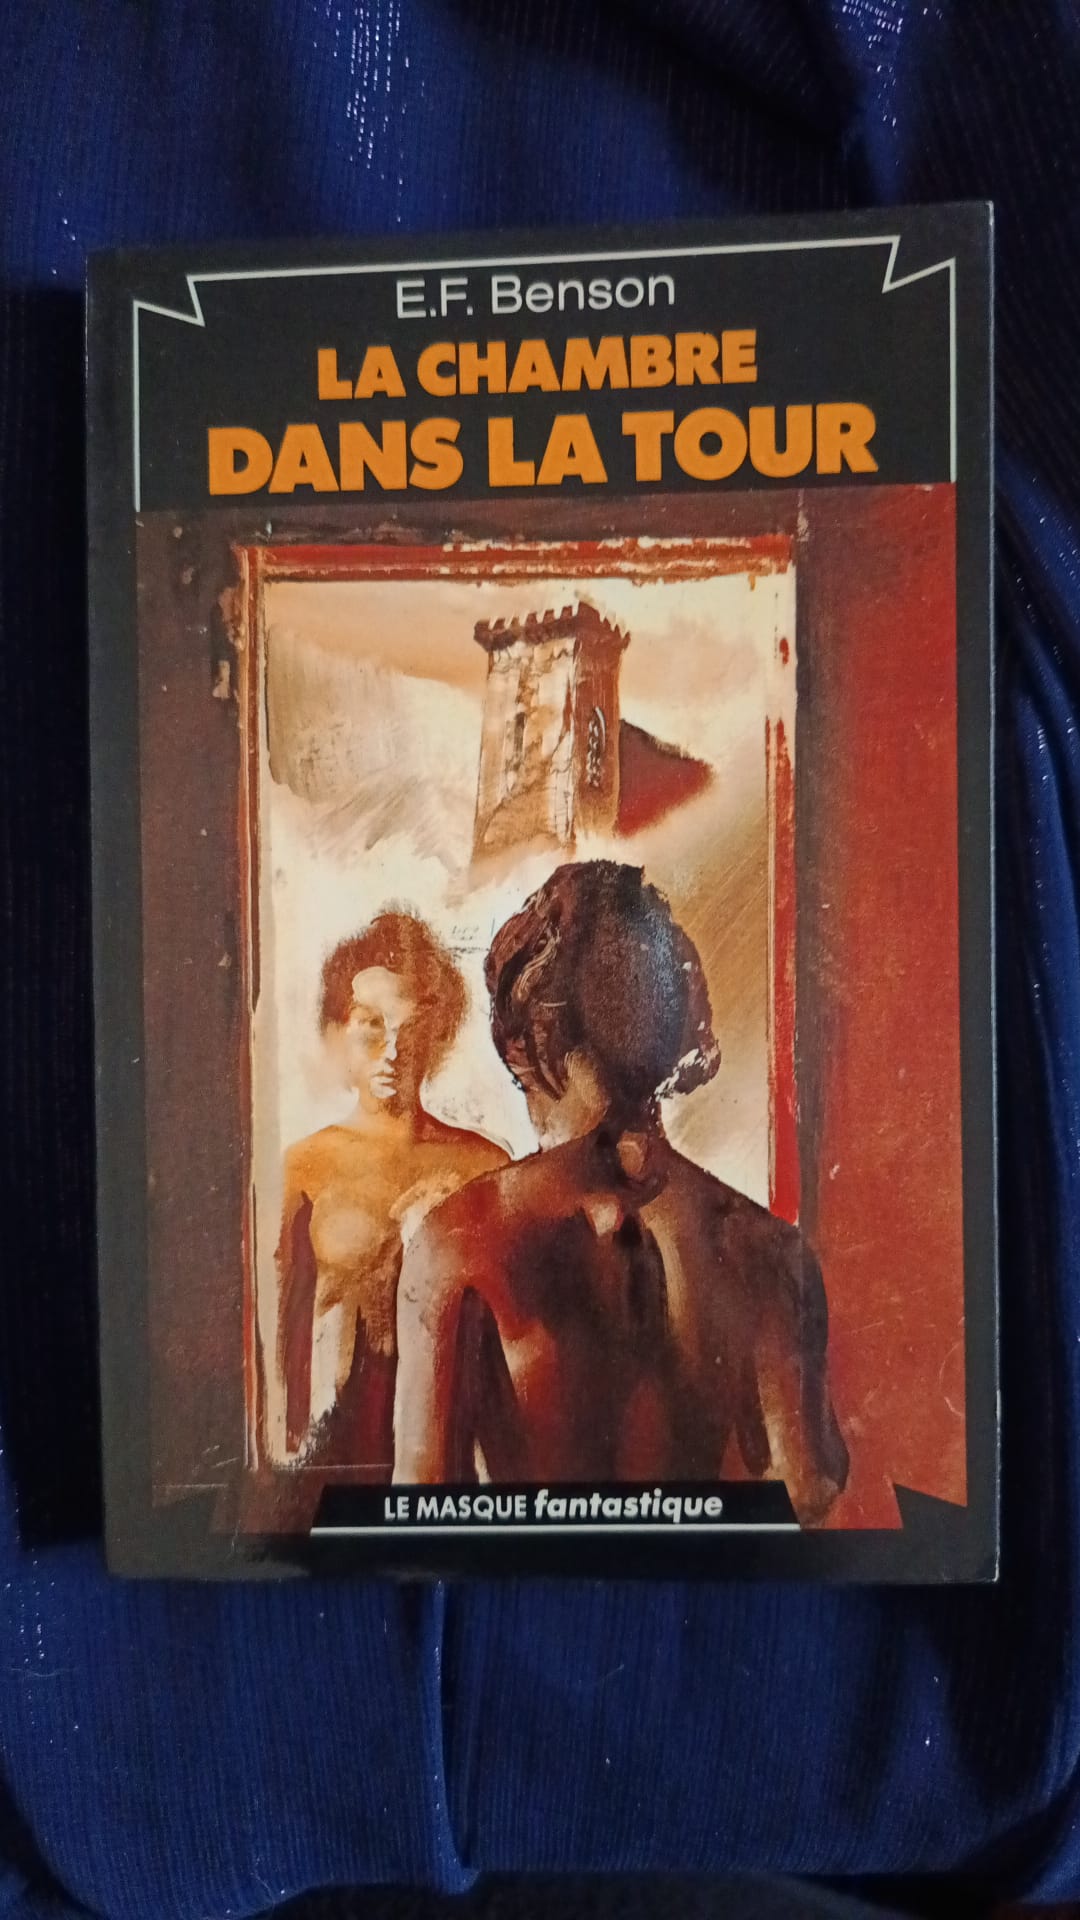 E.F. Benson
LA CHAMBRE
DANS LA TOUR
LE MASQUE fantastique